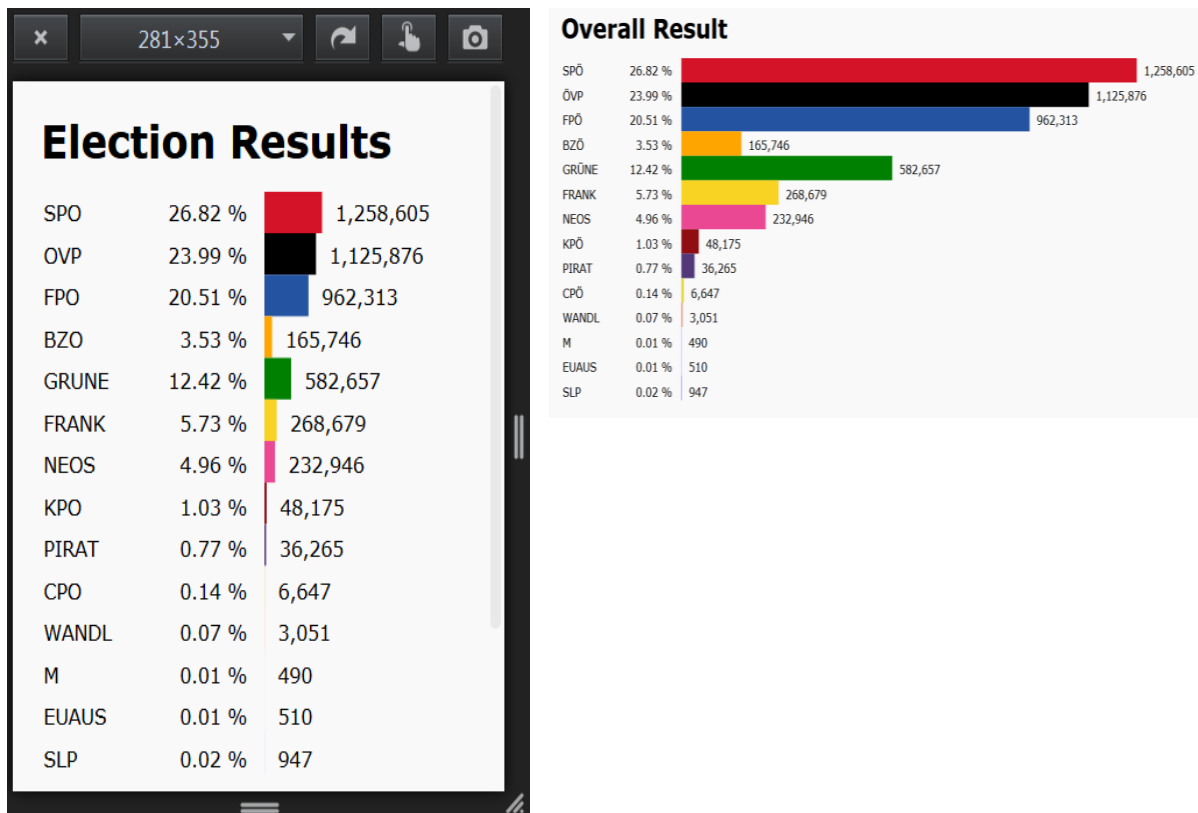 281×355
Election Results
SPO 26.82 % 1,258,605
OVP 23.99 % 1,125,876
FPO 20.51 % 962,313
BZO 3.53 % 165,746
GRUNE 12.42 % 582,657
FRANK 5.73 % 268,679
NEOS 4.96 % 232,946
KPO 1.03 % 48,175
PIRAT 0.77 % 36,265
CPO 0.14 % 6,647
WANDL 0.07 % 3,051
M 0.01 % 490
EUAUS 0.01 % 510
SLP 0.02 % 947
Overall Result
SPÖ 26.82 % 1,258,605
ÖVP 23.99 % 1,125,876
FPÖ 20.51 % 962,313
BZÖ 3.53 % 165,746
GRÜNE 12.42 % 582,657
FRANK 5.73 % 268,679
NEOS 4.96 % 232,946
KPÖ 1.03 % 48,175
PIRAT 0.77 % 36,265
CPÖ 0.14 % 6,647
WANDL 0.07 % 3,051
M 0.01 % 490
EUAUS 0.01 % 510
SLP 0.02 % 947